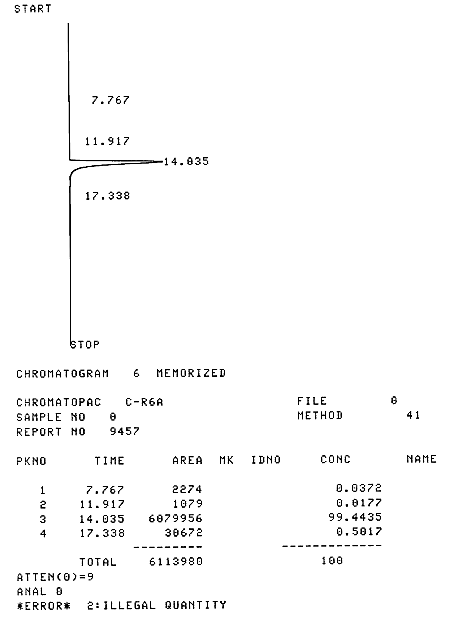 START
7.767
11.917
14.035
17.338
STOP
CHROMATOGRAM 6 MEMORIZED
CHROMATOPAC C-R6A FILE 0
SAMPLE NO 0 METHOD 41
REPORT NO 9457
PKNO TIME AREA MK IDNO CONC NAME
1 7.767 2274 0.0372
2 11.917 1079 0.0177
3 14.035 6079956 99.4435
4 17.338 30672 0.5017
--------- -------------
TOTAL 6113980 100
ATTEN(0)=9
ANAL 0
*ERROR* 2:ILLEGAL QUANTITY